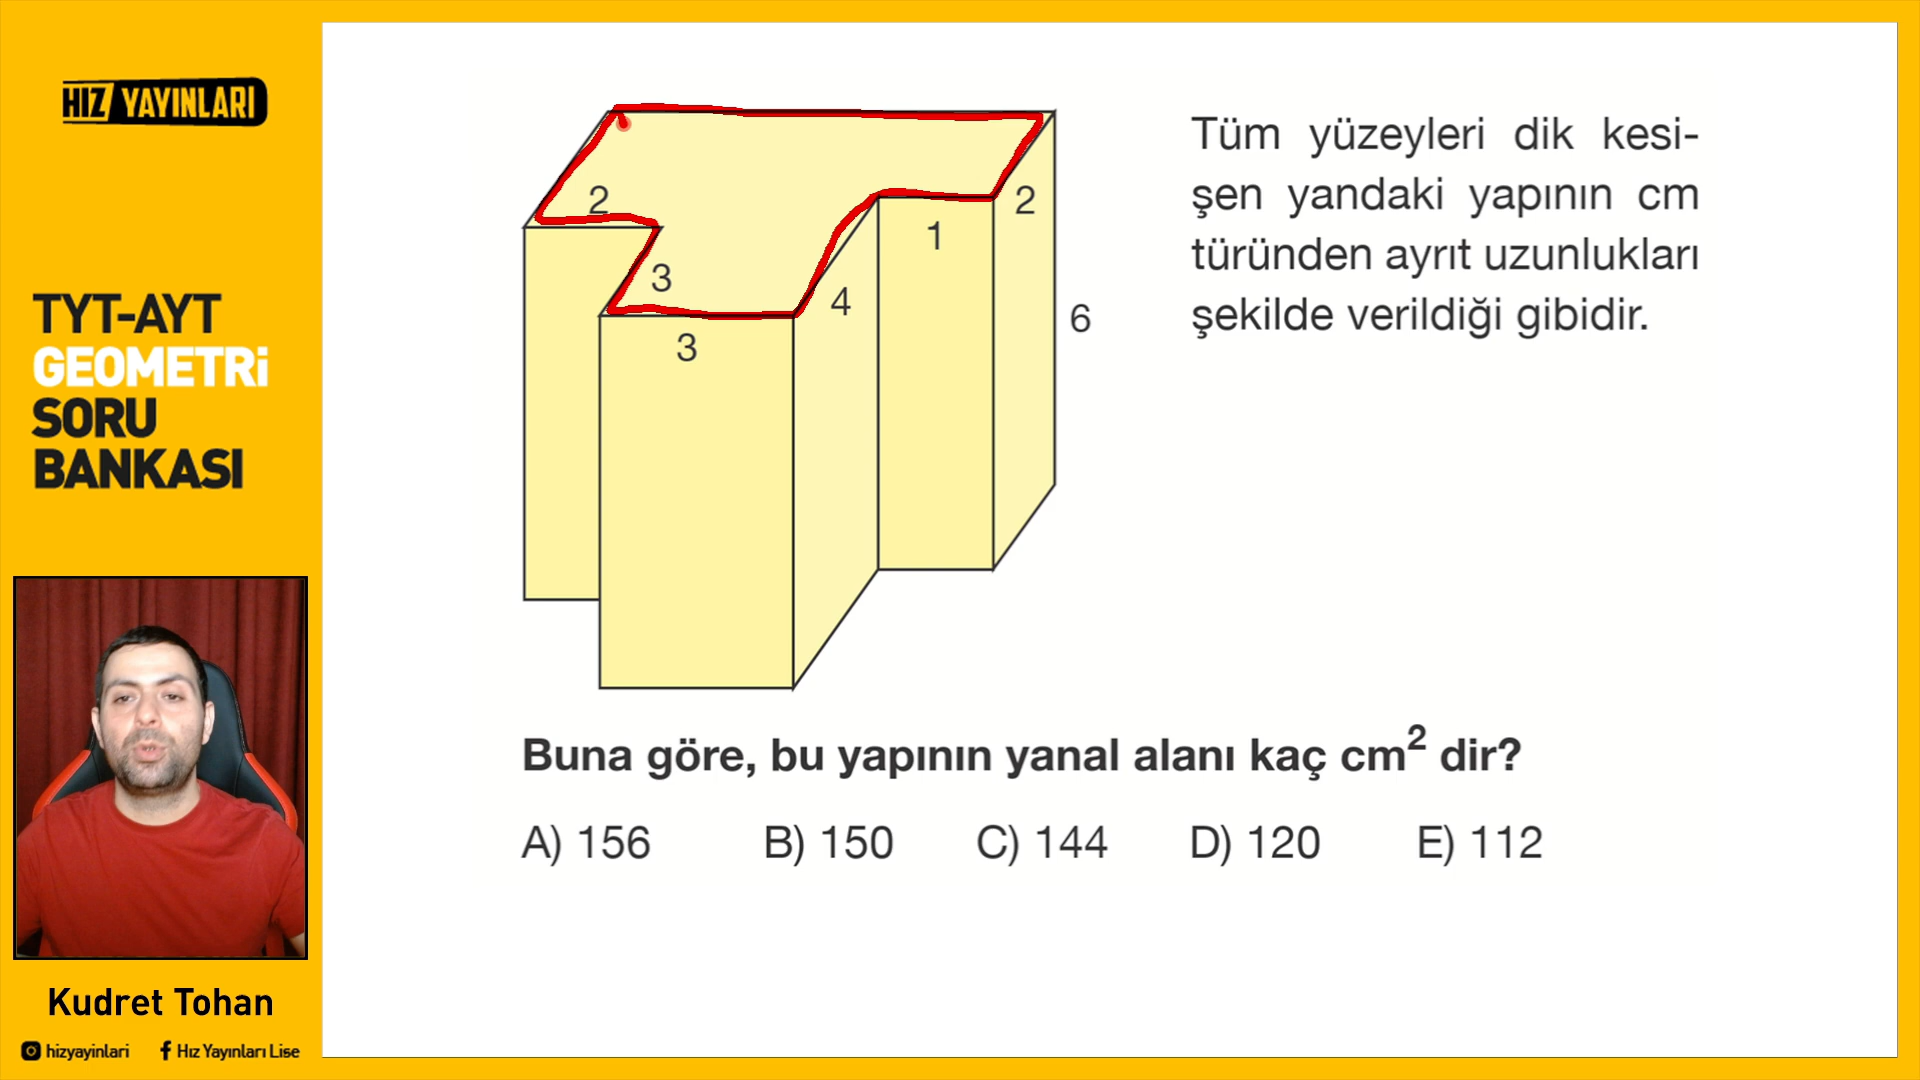 HIZ YAYINLARI
TYT-AYT
GEOMETRİ
SORU
BANKASI
Kudret Tohan
hizyayinlari
Hız Yayınları Lise
2
3
3
4
1
2
6
Tüm yüzeyleri dik kesi-
şen yandaki yapının cm
türünden ayrıt uzunlukları
şekilde verildiği gibidir.
Buna göre, bu yapının yanal alanı kaç cm² dir?
A) 156 B) 150 C) 144 D) 120 E) 112